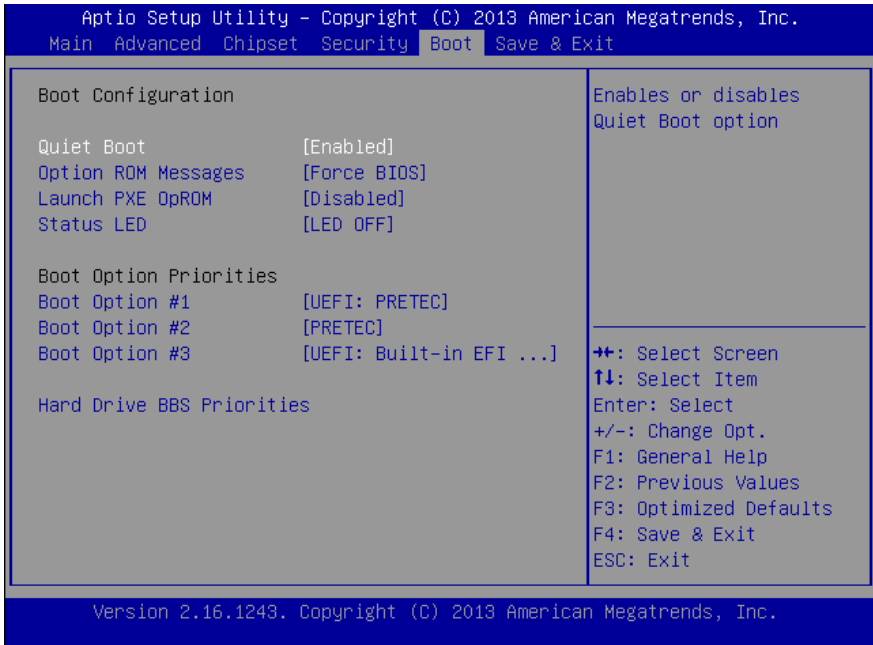 Aptio Setup Utility – Copyright (C) 2013 American Megatrends, Inc.
Main Advanced Chipset Security Boot Save & Exit
Boot Configuration
Quiet Boot [Enabled]
Option ROM Messages [Force BIOS]
Launch PXE OpROM [Disabled]
Status LED [LED OFF]
Boot Option Priorities
Boot Option #1 [UEFI: PRETEC]
Boot Option #2 [PRETEC]
Boot Option #3 [UEFI: Built-in EFI ...]
Hard Drive BBS Priorities
Enables or disables
Quiet Boot option
→←: Select Screen
↑↓: Select Item
Enter: Select
+/-: Change Opt.
F1: General Help
F2: Previous Values
F3: Optimized Defaults
F4: Save & Exit
ESC: Exit
Version 2.16.1243. Copyright (C) 2013 American Megatrends, Inc.